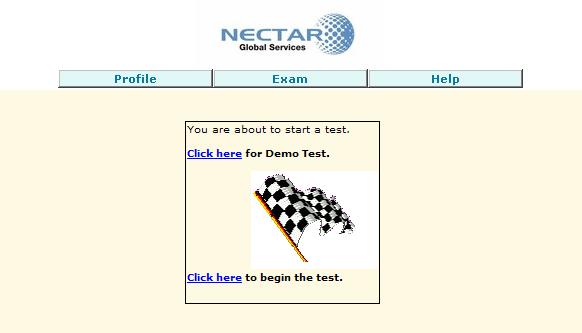 NECTAR
Global Services
Profile Exam Help
You are about to start a test.
Click here for Demo Test.
Click here to begin the test.